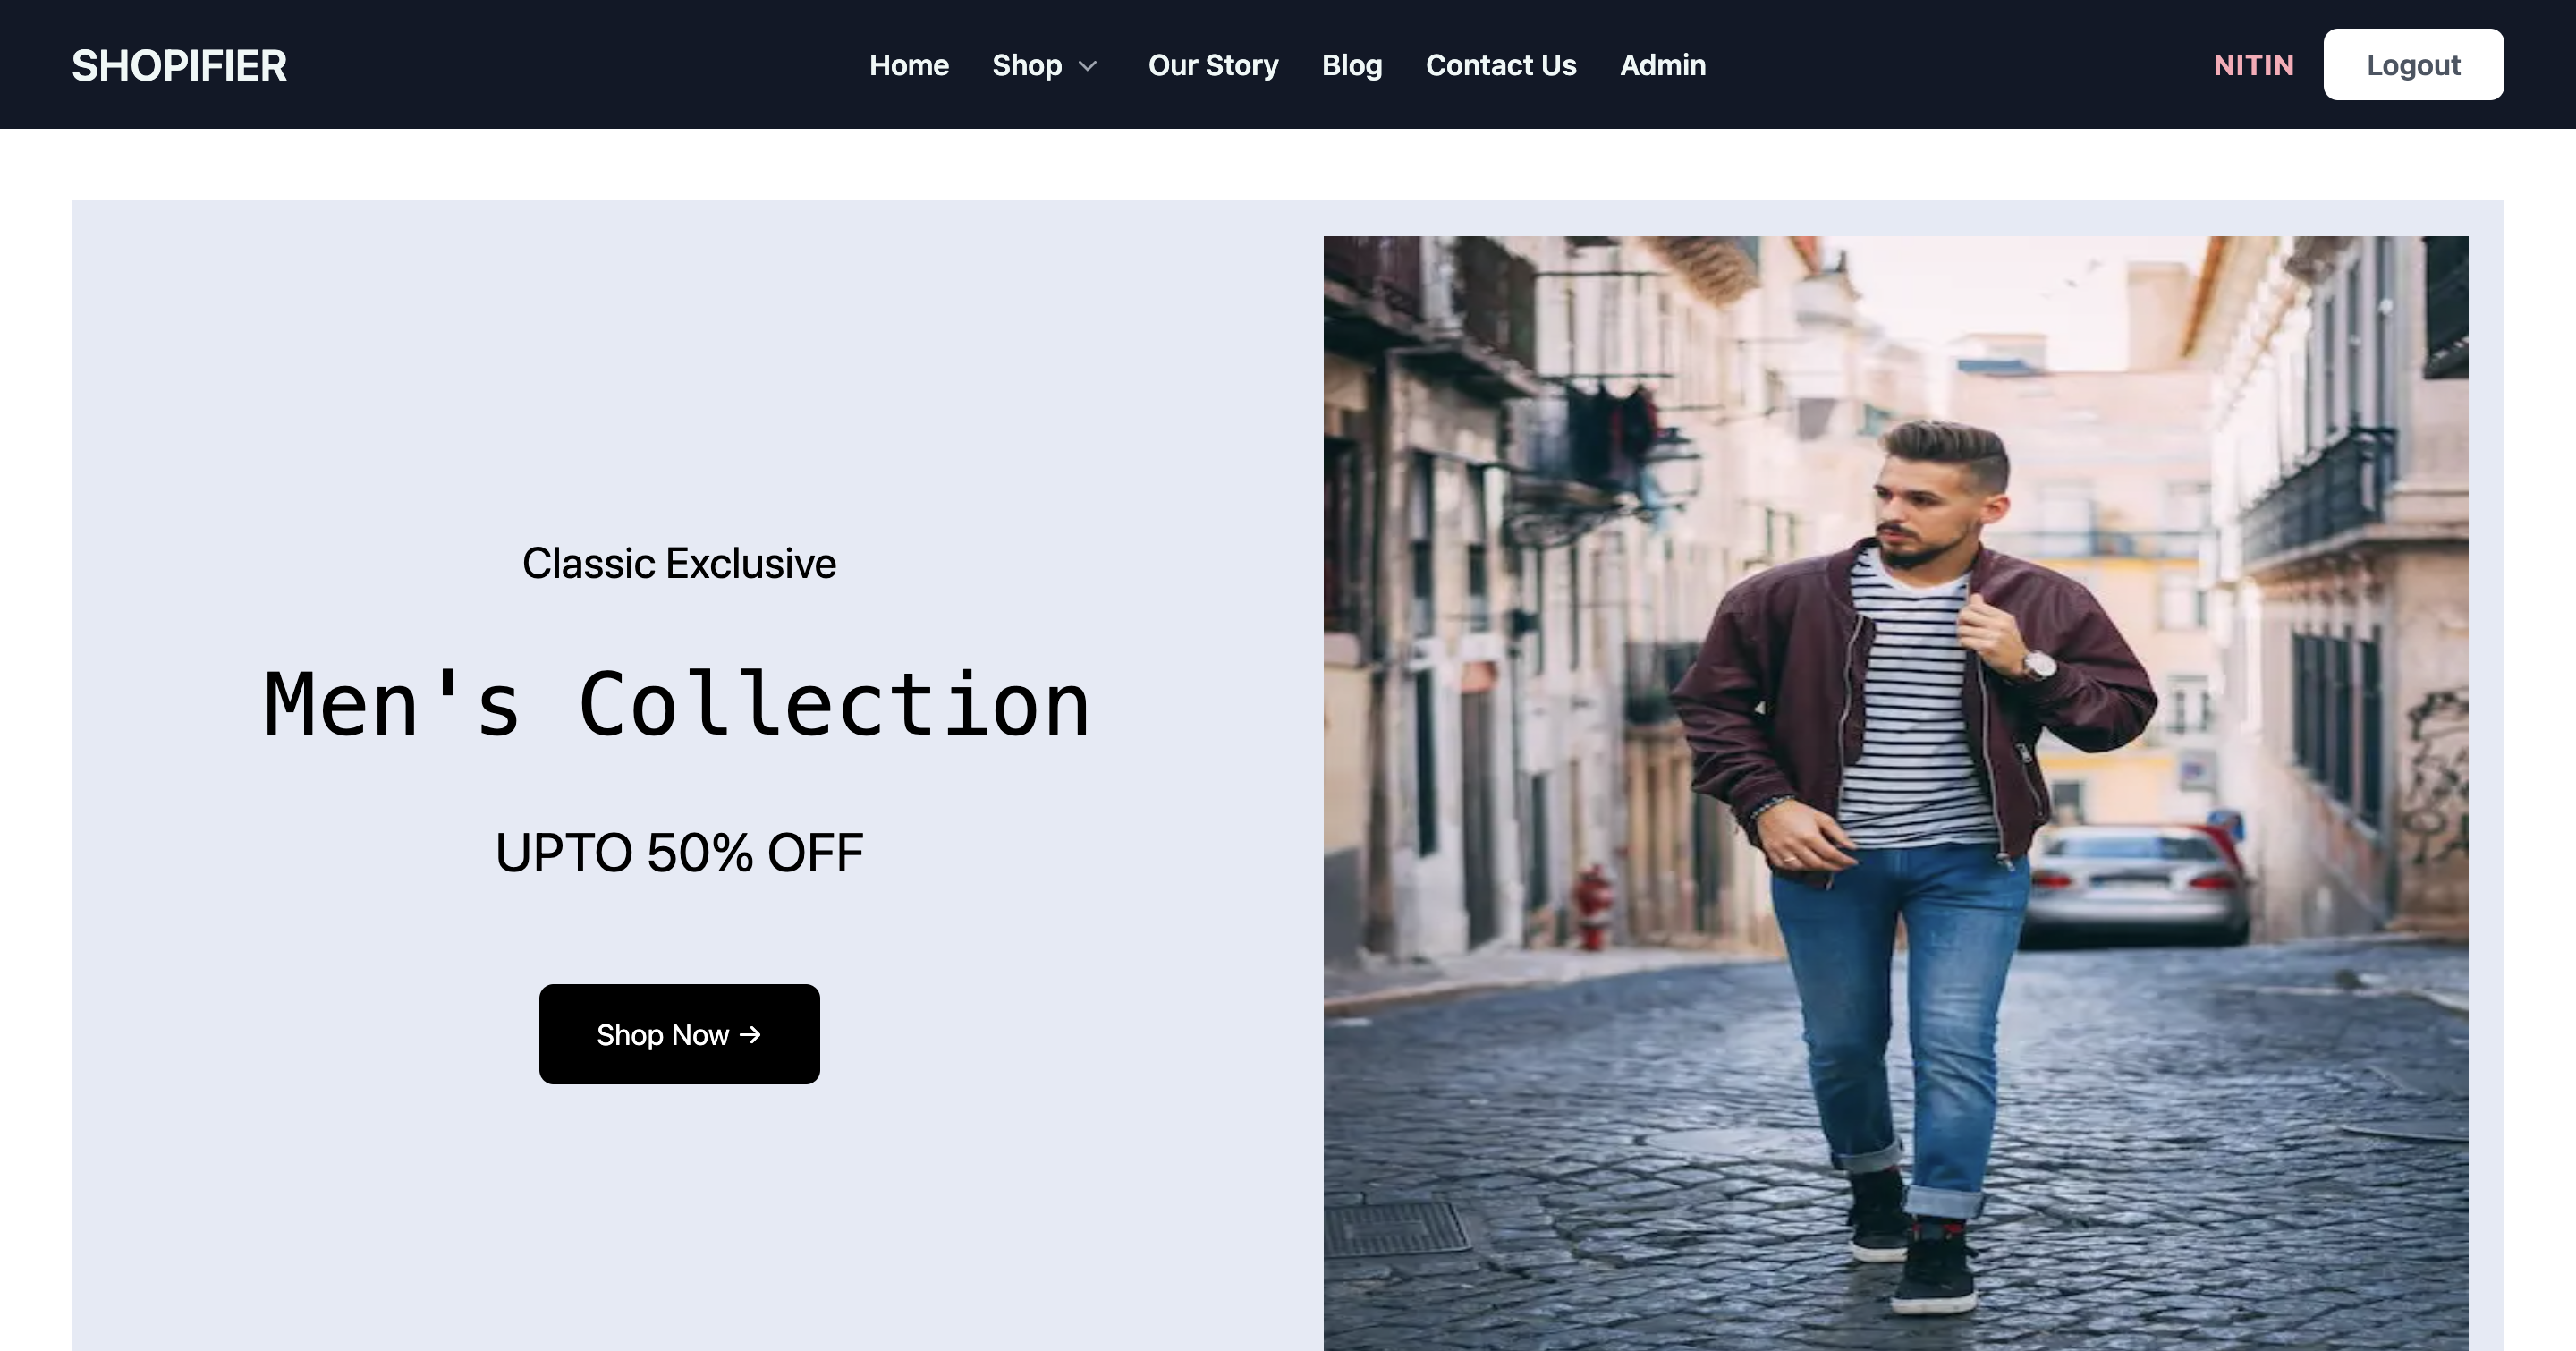 SHOPIFIER
Home Shop Our Story Blog Contact Us Admin
NITIN Logout
Classic Exclusive
Men's Collection
UPTO 50% OFF
Shop Now →